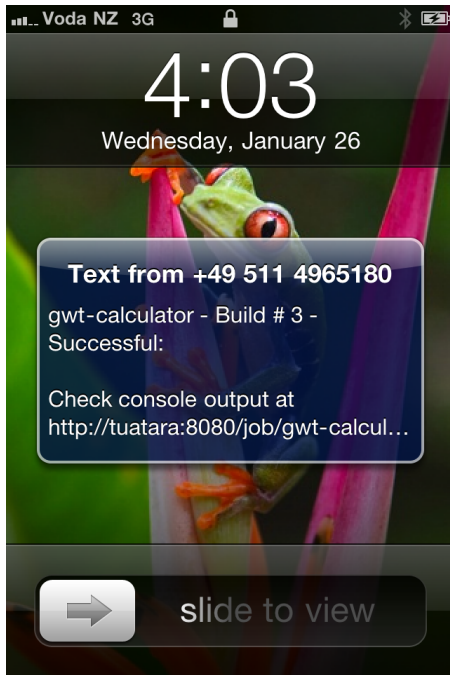 Voda NZ 3G
4:03
Wednesday, January 26
Text from +49 511 4965180
gwt-calculator - Build # 3 -
Successful:
Check console output at
http://tuatara:8080/job/gwt-calcul...
slide to view